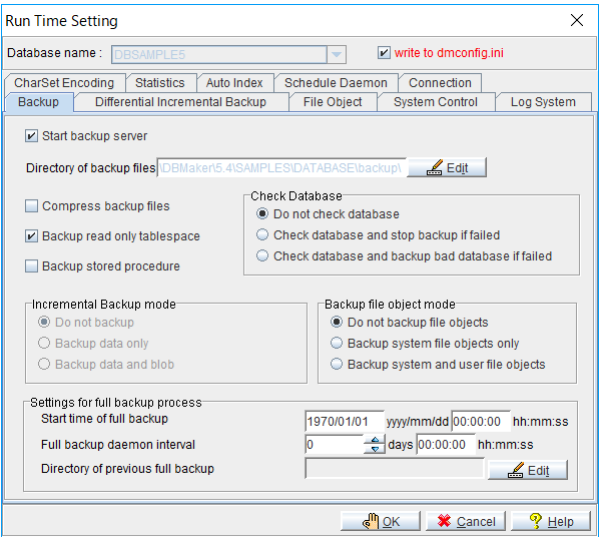 Run Time Setting
Database name : DBSAMPLE5 write to dmconfig.ini
CharSet Encoding Statistics Auto Index Schedule Daemon Connection
Backup Differential Incremental Backup File Object System Control Log System
Start backup server
Directory of backup files \DBMaker\5.4\SAMPLES\DATABASE\backup\ Edit
Compress backup files
Backup read only tablespace
Backup stored procedure
Check Database
Do not check database
Check database and stop backup if failed
Check database and backup bad database if failed
Incremental Backup mode
Do not backup
Backup data only
Backup data and blob
Backup file object mode
Do not backup file objects
Backup system file objects only
Backup system and user file objects
Settings for full backup process
Start time of full backup 1970/01/01 yyyy/mm/dd 00:00:00 hh:mm:ss
Full backup daemon interval 0 days 00:00:00 hh:mm:ss
Directory of previous full backup Edit
OK Cancel Help